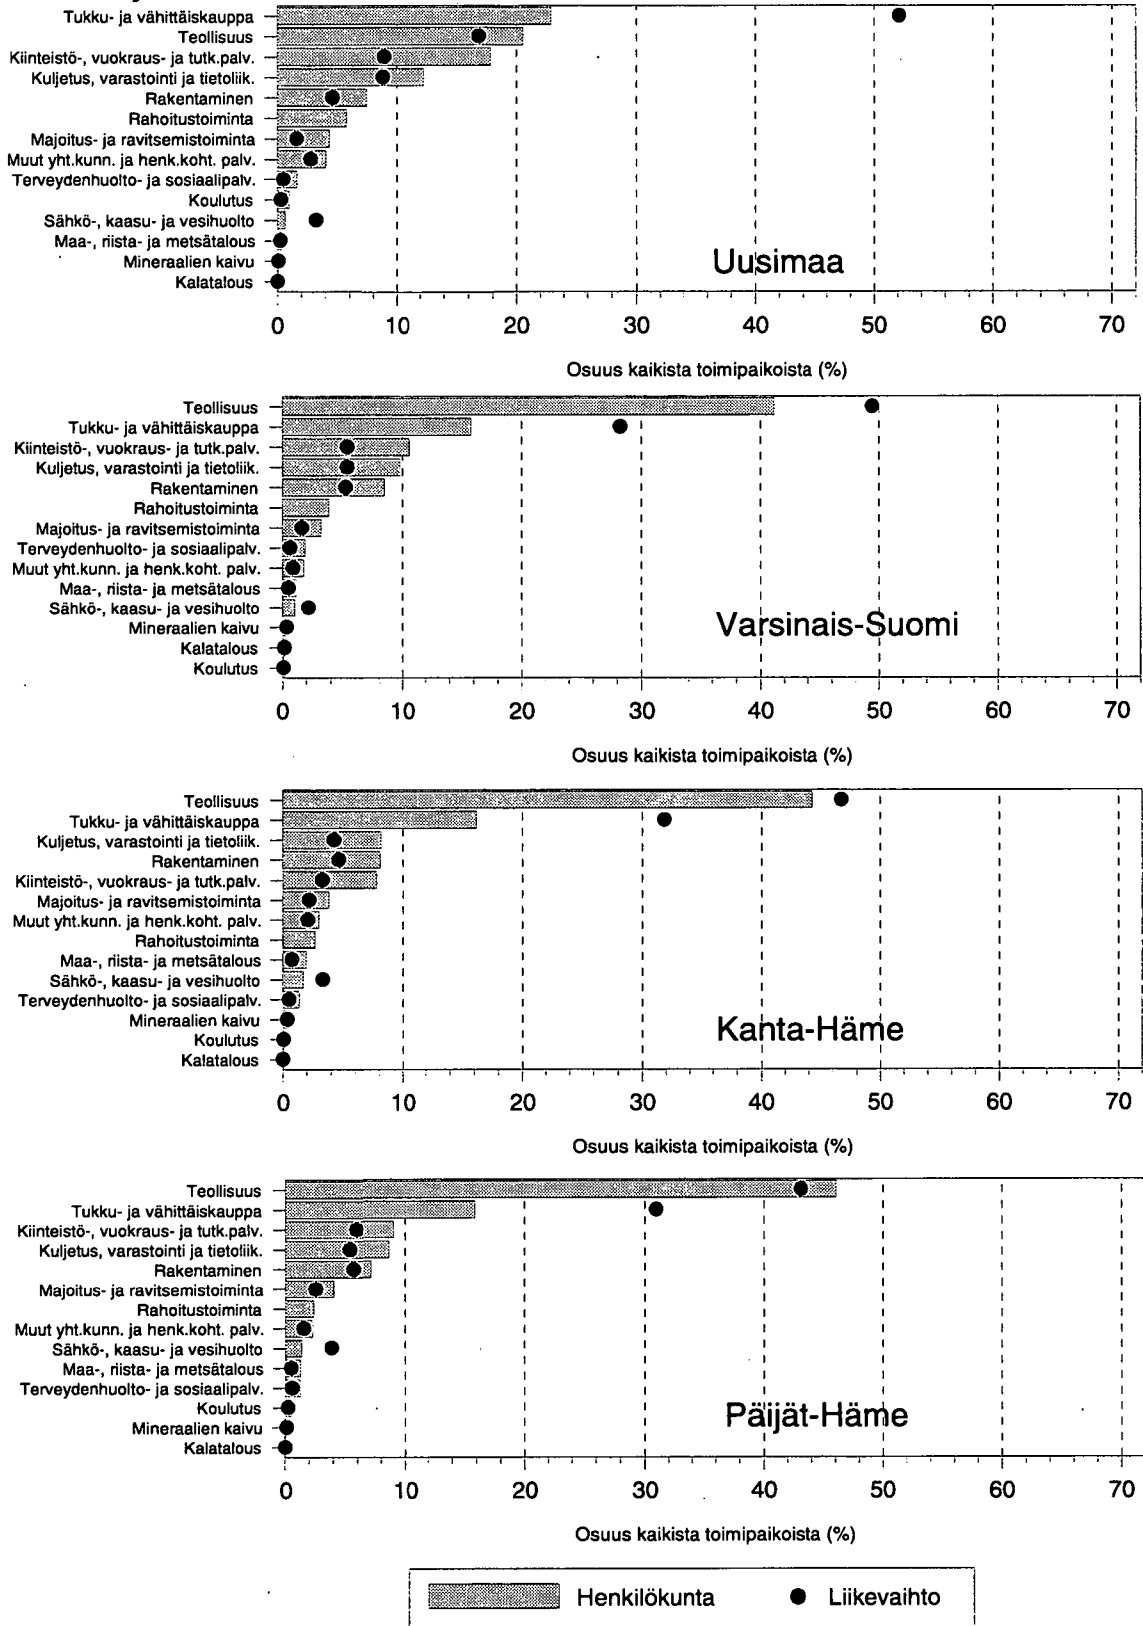 Tukku- ja vähittäiskauppa
Teollisuus
Kiinteistö-, vuokraus- ja tutk.palv.
Kuljetus, varastointi ja tietoliik.
Rakentaminen
Rahoitustoiminta
Majoitus- ja ravitsemistoiminta
Muut yht.kunn. ja henk.koht. palv.
Terveydenhuolto- ja sosiaalipalv.
Koulutus
Sähkö-, kaasu- ja vesihuolto
Maa-, riista- ja metsätalous
Mineraalien kaivu
Kalatalous
Uusimaa
0 10 20 30 40 50 60 70
Osuus kaikista toimipaikoista (%)
Teollisuus
Tukku- ja vähittäiskauppa
Kiinteistö-, vuokraus- ja tutk.palv.
Kuljetus, varastointi ja tietoliik.
Rakentaminen
Rahoitustoiminta
Majoitus- ja ravitsemistoiminta
Terveydenhuolto- ja sosiaalipalv.
Muut yht.kunn. ja henk.koht. palv.
Maa-, riista- ja metsätalous
Sähkö-, kaasu- ja vesihuolto
Mineraalien kaivu
Kalatalous
Koulutus
Varsinais-Suomi
0 10 20 30 40 50 60 70
Osuus kaikista toimipaikoista (%)
Teollisuus
Tukku- ja vähittäiskauppa
Kuljetus, varastointi ja tietoliik.
Rakentaminen
Kiinteistö-, vuokraus- ja tutk.palv.
Majoitus- ja ravitsemistoiminta
Muut yht.kunn. ja henk.koht. palv.
Rahoitustoiminta
Maa-, riista- ja metsätalous
Sähkö-, kaasu- ja vesihuolto
Terveydenhuolto- ja sosiaalipalv.
Mineraalien kaivu
Koulutus
Kalatalous
Kanta-Häme
0 10 20 30 40 50 60 70
Osuus kaikista toimipaikoista (%)
Teollisuus
Tukku- ja vähittäiskauppa
Kiinteistö-, vuokraus- ja tutk.palv.
Kuljetus, varastointi ja tietoliik.
Rakentaminen
Majoitus- ja ravitsemistoiminta
Rahoitustoiminta
Muut yht.kunn. ja henk.koht. palv.
Sähkö-, kaasu- ja vesihuolto
Maa-, riista- ja metsätalous
Terveydenhuolto- ja sosiaalipalv.
Koulutus
Mineraalien kaivu
Kalatalous
Päijät-Häme
0 10 20 30 40 50 60 70
Osuus kaikista toimipaikoista (%)
Henkilökunta Liikevaihto